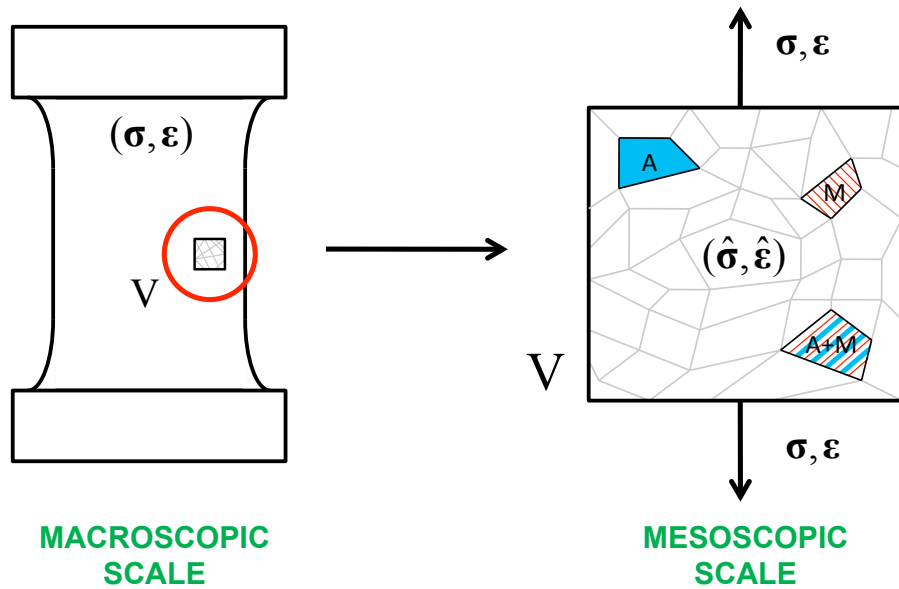 (σ, ε)
V
MACROSCOPIC
SCALE
σ, ε
A
M
(σ̂, ε̂)
A+M
V
σ, ε
MESOSCOPIC
SCALE